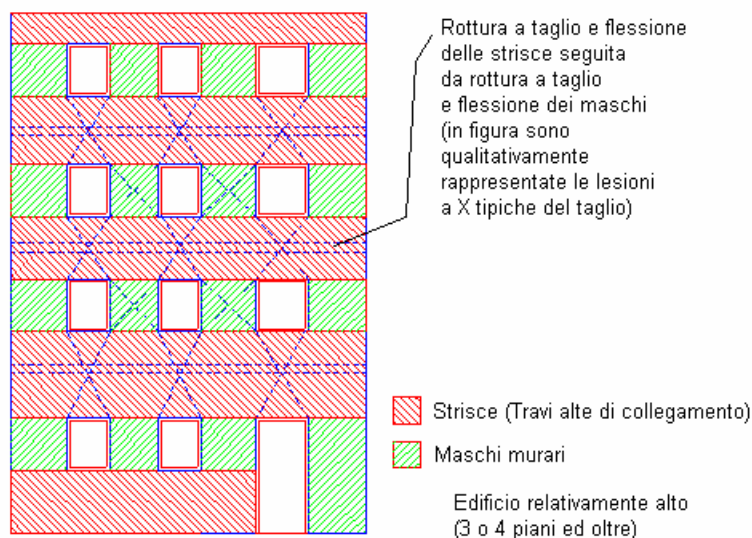 Rottura a taglio e flessione
delle strisce seguita
da rottura a taglio
e flessione dei maschi
(in figura sono
qualitativamente
rappresentate le lesioni
a X tipiche del taglio)
Strisce (Travi alte di collegamento)
Maschi murari
Edificio relativamente alto
(3 o 4 piani ed oltre)